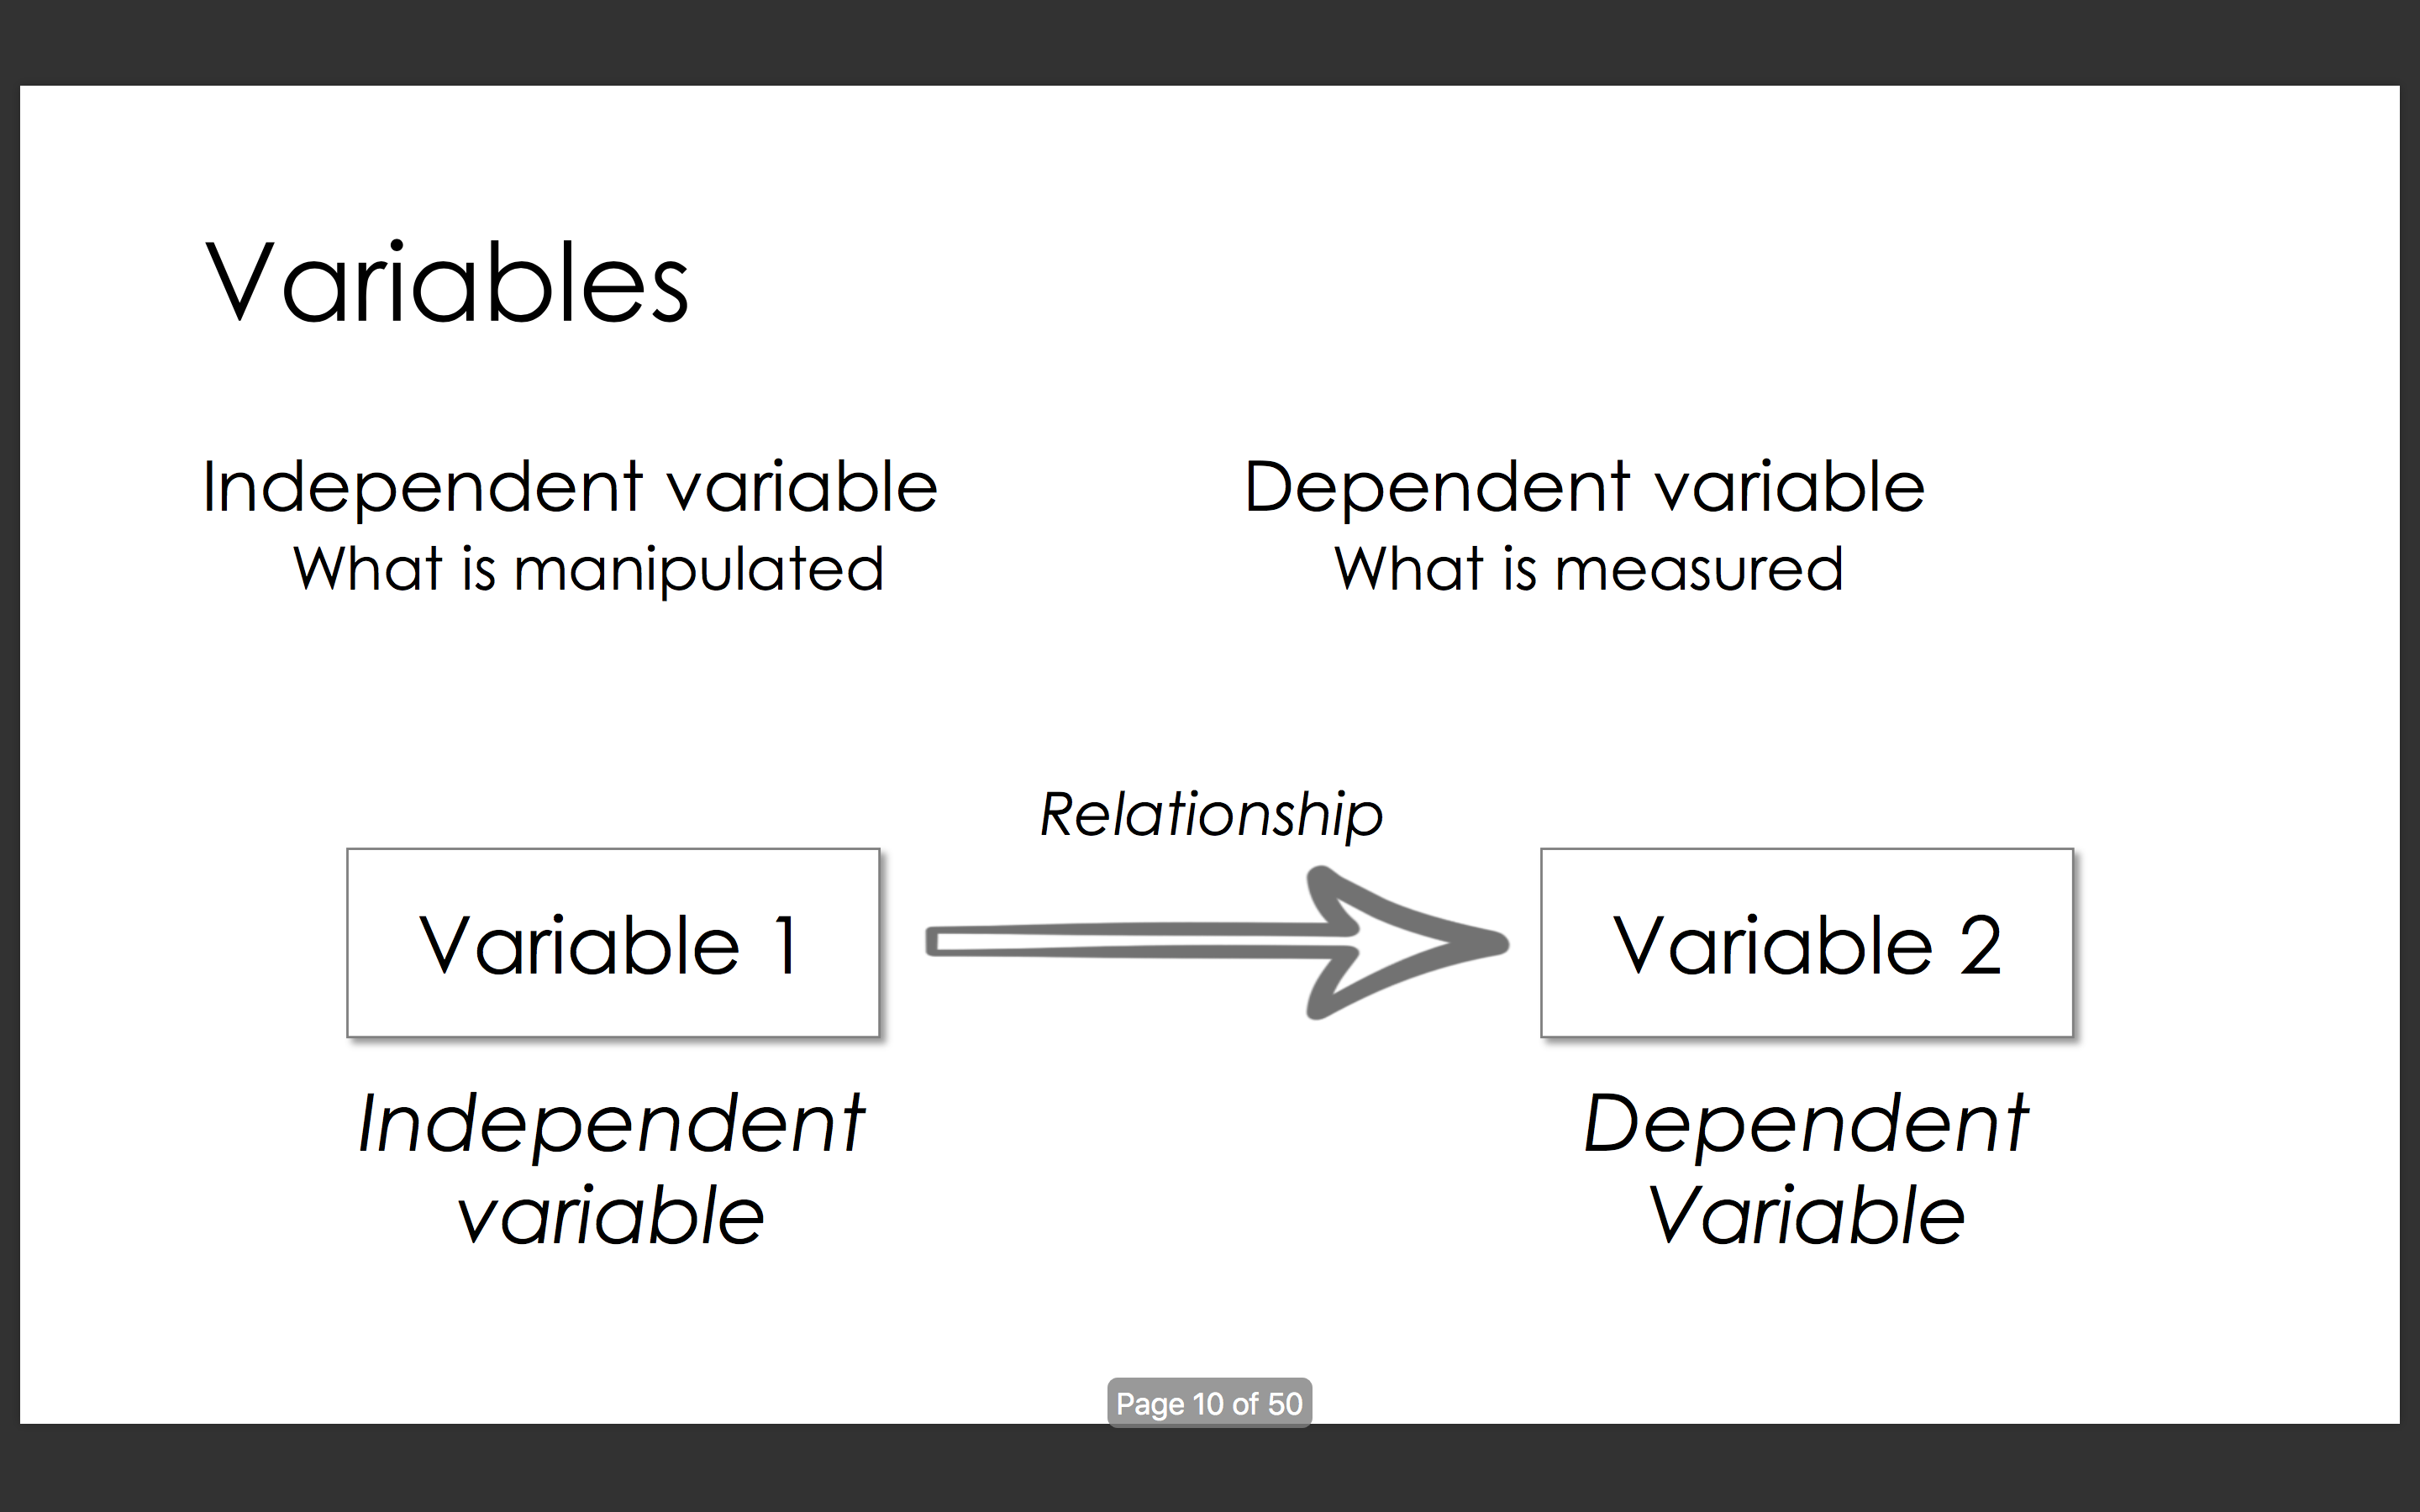 Variables
Independent variable
What is manipulated
Dependent variable
What is measured
Relationship
Variable 1
Variable 2
Independent
variable
Dependent
Variable
Page 10 of 50